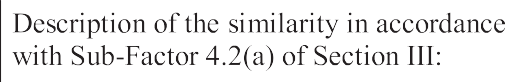 Description of the similarity in accordance
with Sub-Factor 4.2(a) of Section III: